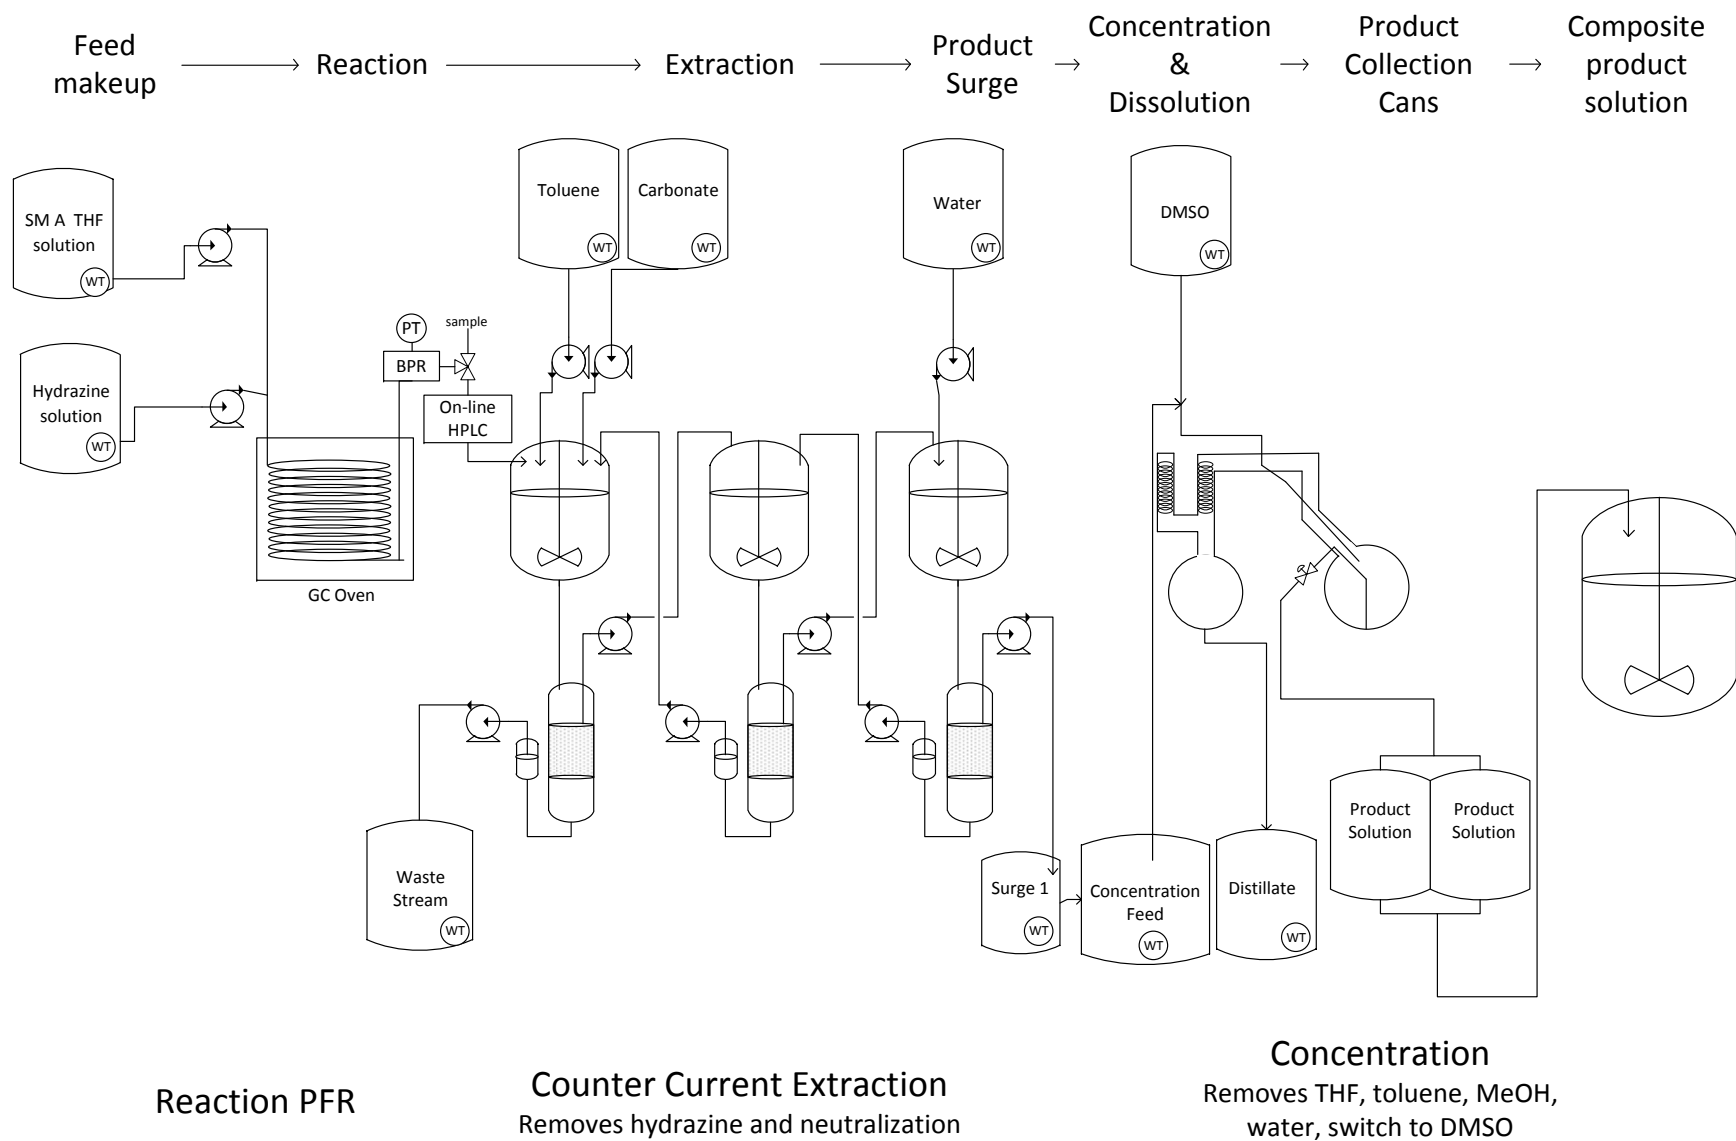 Feed
makeup
Reaction
Extraction
Product
Surge
Concentration
&
Dissolution
Product
Collection
Cans
Composite
product
solution
SM A THF
solution
WT
Hydrazine
solution
WT
PT
BPR
sample
On-line
HPLC
GC Oven
Toluene
WT
Carbonate
WT
Water
WT
DMSO
WT
Waste
Stream
WT
Surge 1
WT
Concentration
Feed
WT
Distillate
WT
Product
Solution
Product
Solution
Reaction PFR
Counter Current Extraction
Removes hydrazine and neutralization
Concentration
Removes THF, toluene, MeOH,
water, switch to DMSO